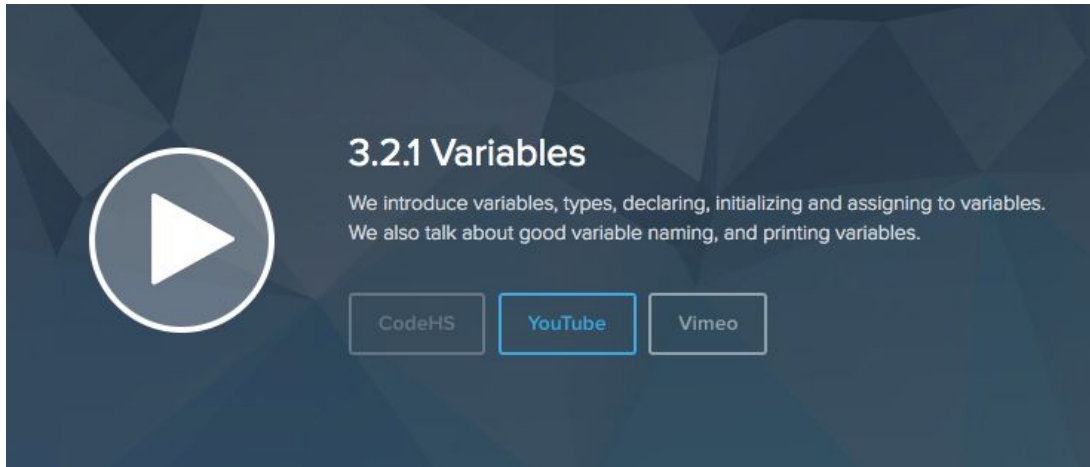 3.2.1 Variables
We introduce variables, types, declaring, initializing and assigning to variables.
We also talk about good variable naming, and printing variables.
CodeHS YouTube Vimeo